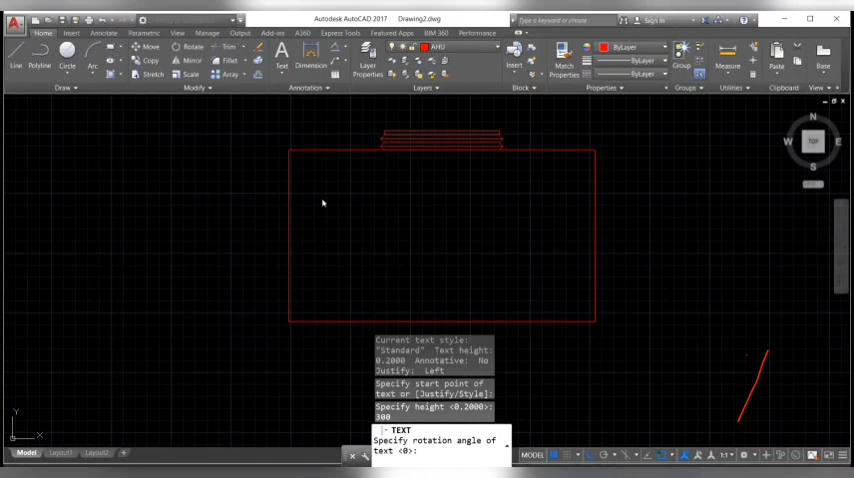 Autodesk AutoCAD 2017 Drawing2.dwg
Type a keyword or phrase
Sign In
Home Insert Annotate Parametric View Manage Output Add-ins A360 Express Tools Featured Apps BIM 360 Performance
Line Polyline Circle Arc
Move Rotate Trim
Copy Mirror Fillet
Stretch Scale Array
Text Dimension
Layer Properties
AHU
Insert
Match Properties
ByLayer
ByLayer
ByLayer
Group
Measure
Paste
Base
Draw Modify Annotation Layers Block Properties Groups Utilities Clipboard View
N
W TOP E
S
Current text style:
"Standard" Text height:
0.2000 Annotative: No
Justify: Left
Specify start point of
text or [Justify/Style]:
Specify height <0.2000>:
300
TEXT
Specify rotation angle of
text <0>:
Y
X
Model Layout1 Layout2 +
MODEL
1:1